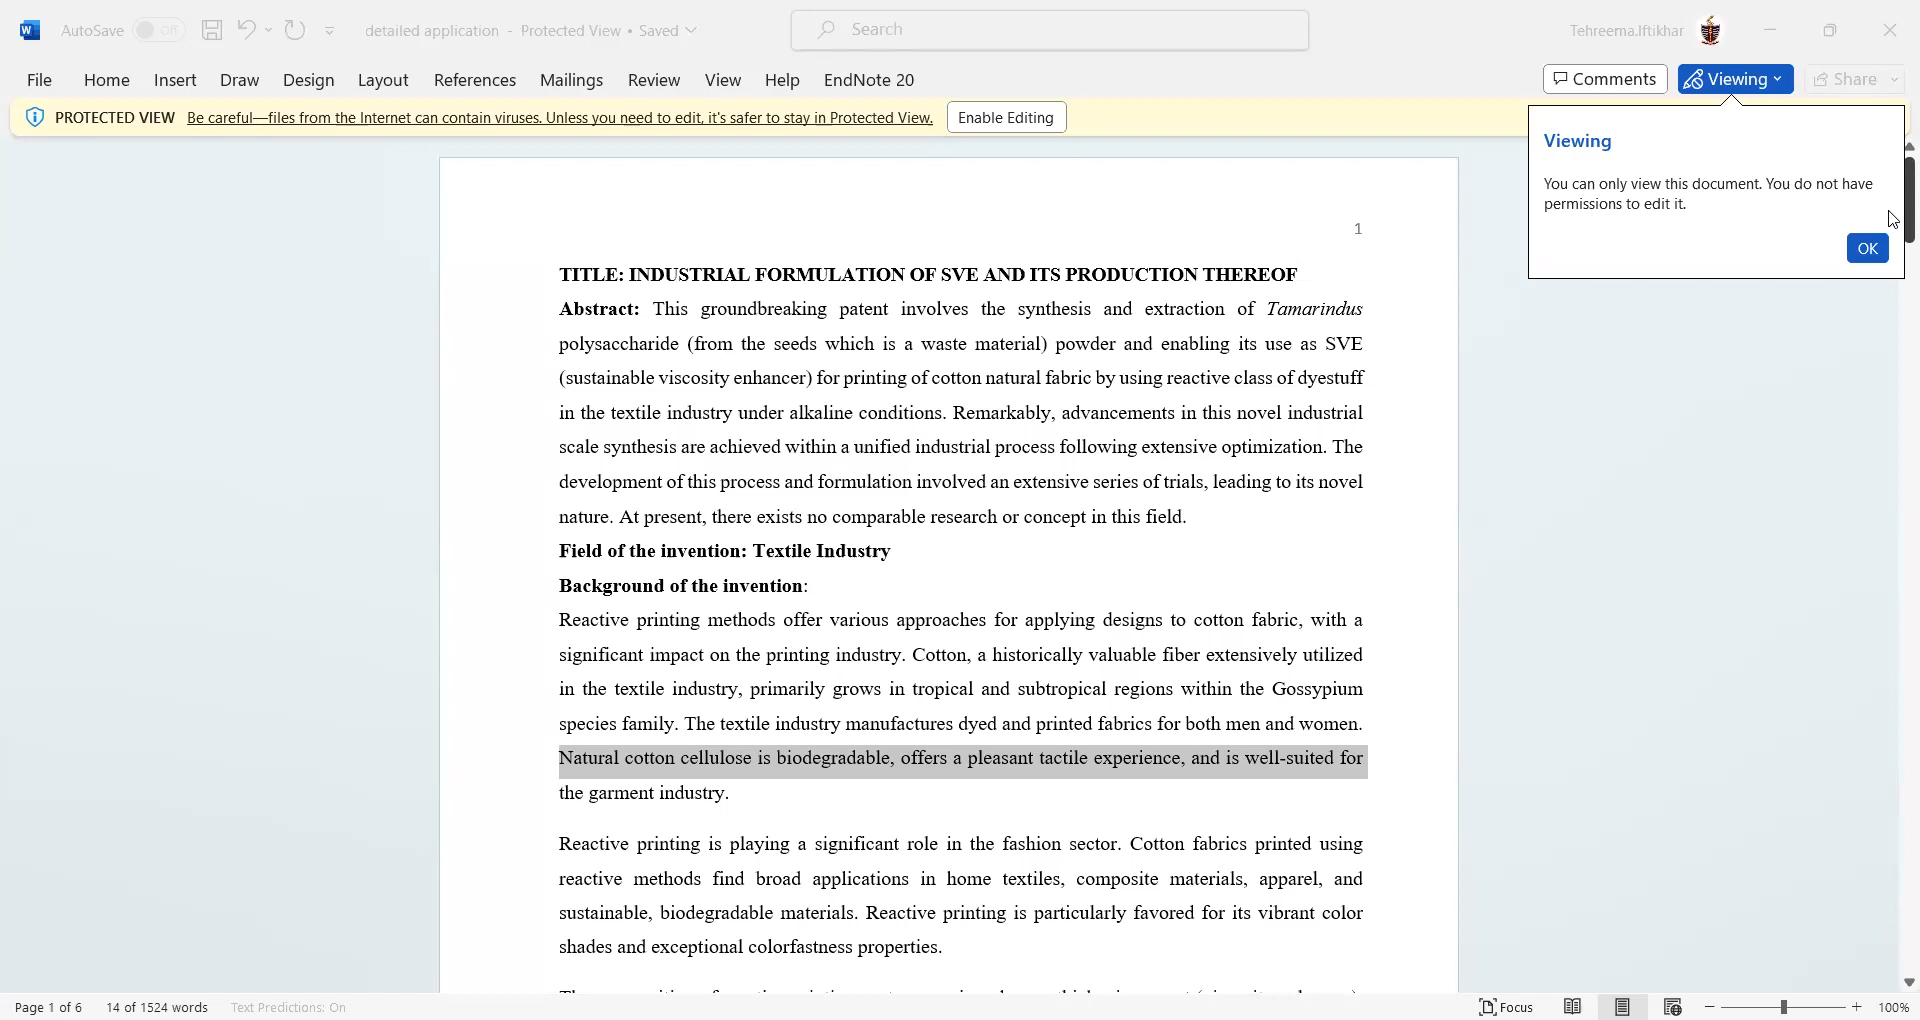 AutoSave Off detailed application - Protected View • Saved Search Tehreema.Iftikhar
File Home Insert Draw Design Layout References Mailings Review View Help EndNote 20 Comments Viewing Share
PROTECTED VIEW Be careful—files from the Internet can contain viruses. Unless you need to edit, it's safer to stay in Protected View. Enable Editing
Viewing
You can only view this document. You do not have
permissions to edit it.
OK
1
TITLE: INDUSTRIAL FORMULATION OF SVE AND ITS PRODUCTION THEREOF
Abstract: This groundbreaking patent involves the synthesis and extraction of Tamarindus
polysaccharide (from the seeds which is a waste material) powder and enabling its use as SVE
(sustainable viscosity enhancer) for printing of cotton natural fabric by using reactive class of dyestuff
in the textile industry under alkaline conditions. Remarkably, advancements in this novel industrial
scale synthesis are achieved within a unified industrial process following extensive optimization. The
development of this process and formulation involved an extensive series of trials, leading to its novel
nature. At present, there exists no comparable research or concept in this field.
Field of the invention: Textile Industry
Background of the invention:
Reactive printing methods offer various approaches for applying designs to cotton fabric, with a
significant impact on the printing industry. Cotton, a historically valuable fiber extensively utilized
in the textile industry, primarily grows in tropical and subtropical regions within the Gossypium
species family. The textile industry manufactures dyed and printed fabrics for both men and women.
Natural cotton cellulose is biodegradable, offers a pleasant tactile experience, and is well-suited for
the garment industry.
Reactive printing is playing a significant role in the fashion sector. Cotton fabrics printed using
reactive methods find broad applications in home textiles, composite materials, apparel, and
sustainable, biodegradable materials. Reactive printing is particularly favored for its vibrant color
shades and exceptional colorfastness properties.
Page 1 of 6 14 of 1524 words Text Predictions: On Focus 100%